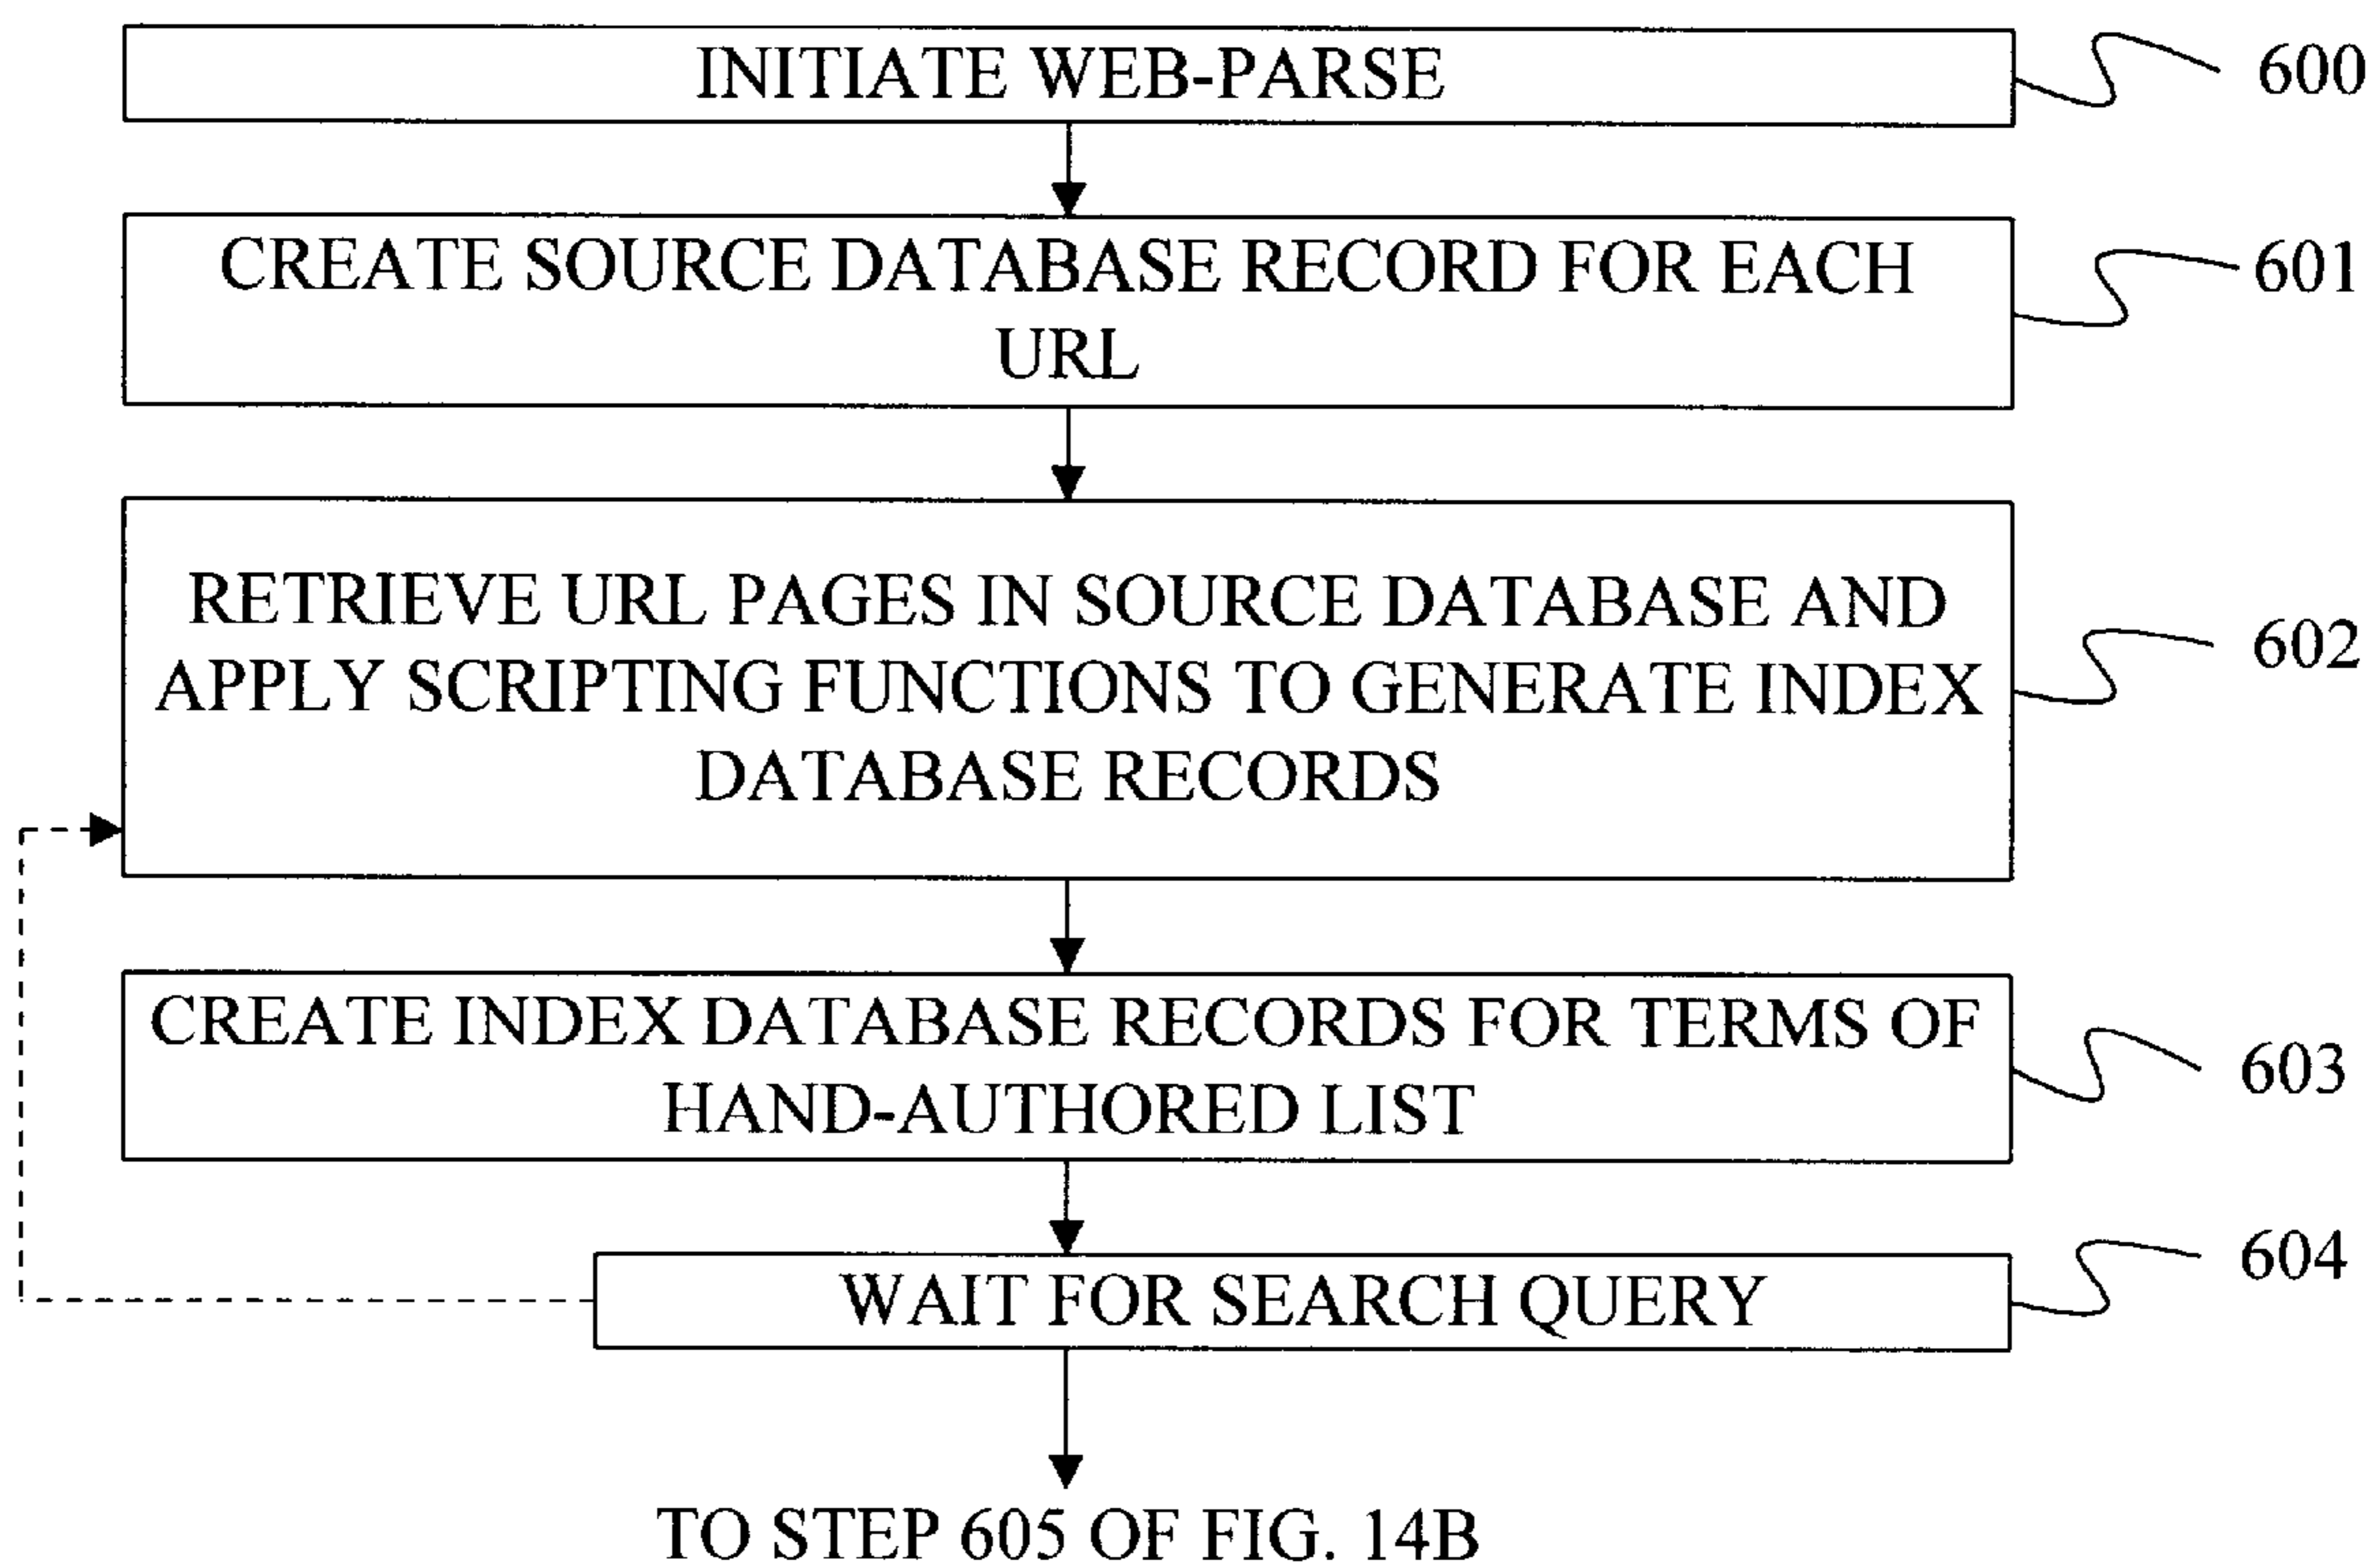 INITIATE WEB-PARSE
600
CREATE SOURCE DATABASE RECORD FOR EACH
URL
601
RETRIEVE URL PAGES IN SOURCE DATABASE AND
APPLY SCRIPTING FUNCTIONS TO GENERATE INDEX
DATABASE RECORDS
602
CREATE INDEX DATABASE RECORDS FOR TERMS OF
HAND-AUTHORED LIST
603
WAIT FOR SEARCH QUERY
604
TO STEP 605 OF FIG. 14B